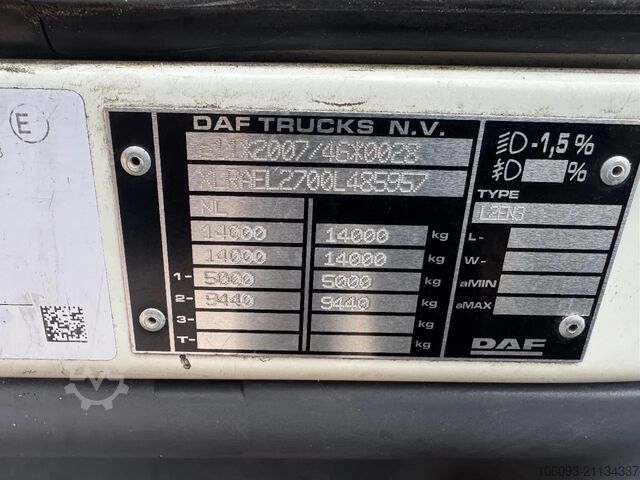 E
DAF TRUCKS N.V.
e11*2007/46*0028
XLRAEL2700L485957
NL
14000 14000 kg
14000 14000 kg
1- 5000 5000 kg
2- 9440 9440 kg
3- kg
T- kg
D -1,5%
D %
TYPE
L2EN3
L-
W-
aMIN
aMAX
DAF
106093-21134337